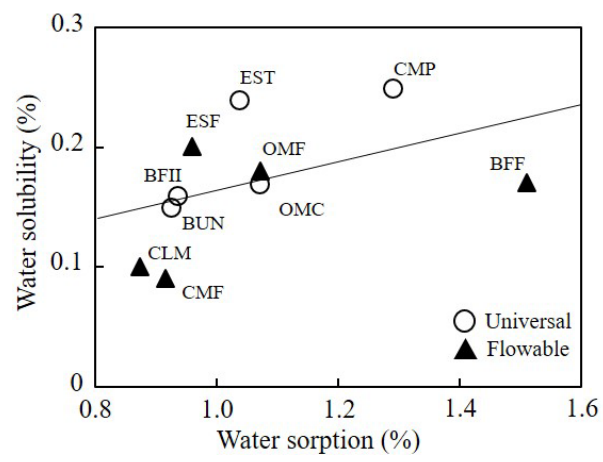 0.3
0.2
0.1
0
Water solubility (%)
EST
CMP
ESF
OMF
BFF
BFII
BUN
OMC
CLM
CMF
Universal
Flowable
0.8
1.0
1.2
1.4
1.6
Water sorption (%)